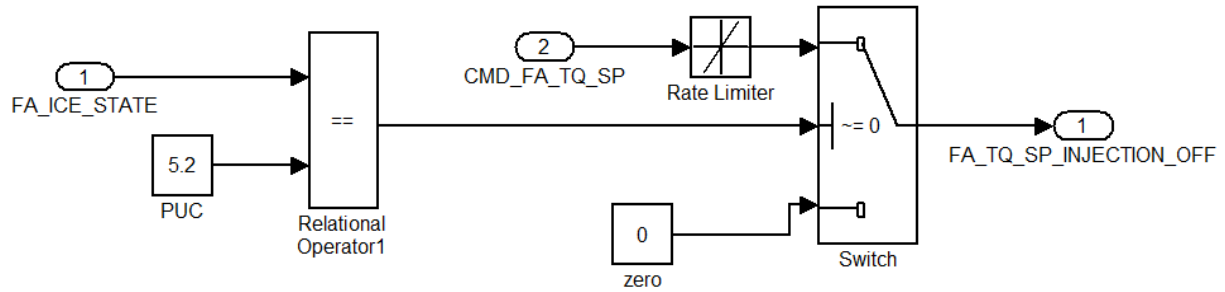 1
FA_ICE_STATE
5.2
PUC
==
Relational
Operator1
2
CMD_FA_TQ_SP
Rate Limiter
~= 0
0
zero
Switch
1
FA_TQ_SP_INJECTION_OFF